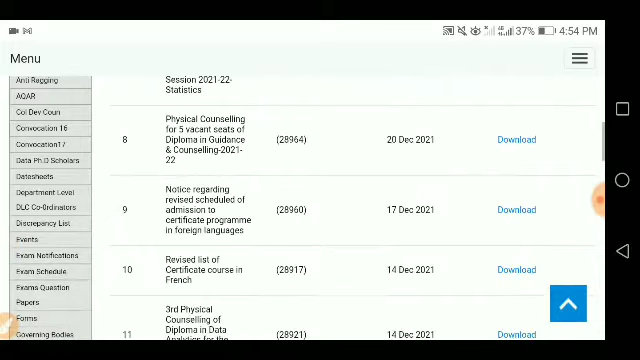 37% 4:54 PM
Menu
Anti Ragging
AQAR
Col Dev Coun
Convocation 16
Convocation17
Data Ph.D Scholars
Datesheets
Department Level
DLC Co-0rdinators
Discrepancy List
Events
Exam Notifications
Exam Schedule
Exams Question
Papers
Forms
Governing Bodies
Session 2021-22-
Statistics
8
Physical Counselling
for 5 vacant seats of
Diploma in Guidance
& Counselling-2021-
22
(28964)
20 Dec 2021
Download
9
Notice regarding
revised scheduled of
admission to
certificate programme
in foreign languages
(28960)
17 Dec 2021
Download
10
Revised list of
Certificate course in
French
(28917)
14 Dec 2021
Download
11
3rd Physical
Counselling of
Diploma in Data
Analytics for the
(28921)
14 Dec 2021
Download